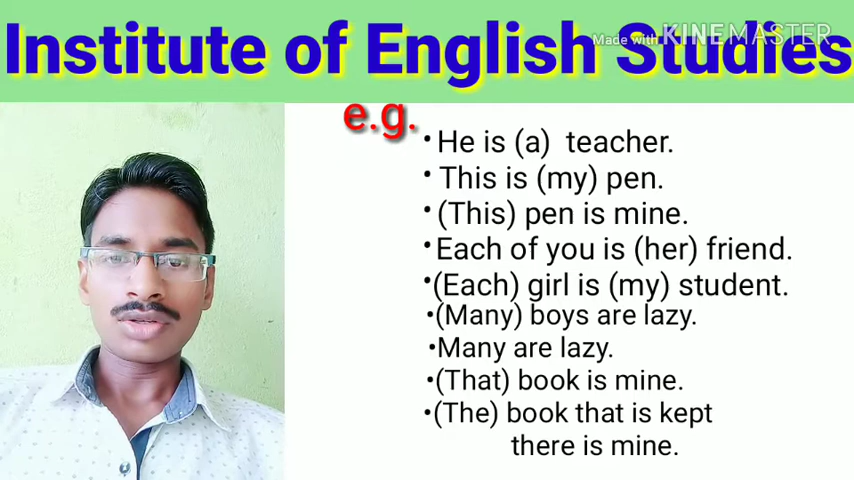 Institute of English Studies
Made with KINEMASTER
e.g.
• He is (a) teacher.
• This is (my) pen.
• (This) pen is mine.
• Each of you is (her) friend.
• (Each) girl is (my) student.
• (Many) boys are lazy.
• Many are lazy.
• (That) book is mine.
• (The) book that is kept
there is mine.